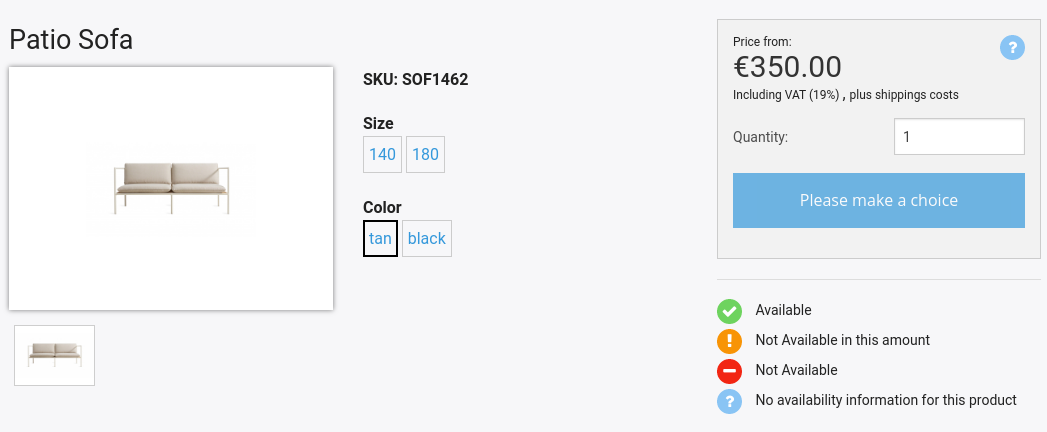 Patio Sofa
SKU: SOF1462
Size
140 180
Color
tan black
Price from:
?
€350.00
Including VAT (19%) , plus shippings costs
Quantity: 1
Please make a choice
Available
Not Available in this amount
Not Available
? No availability information for this product